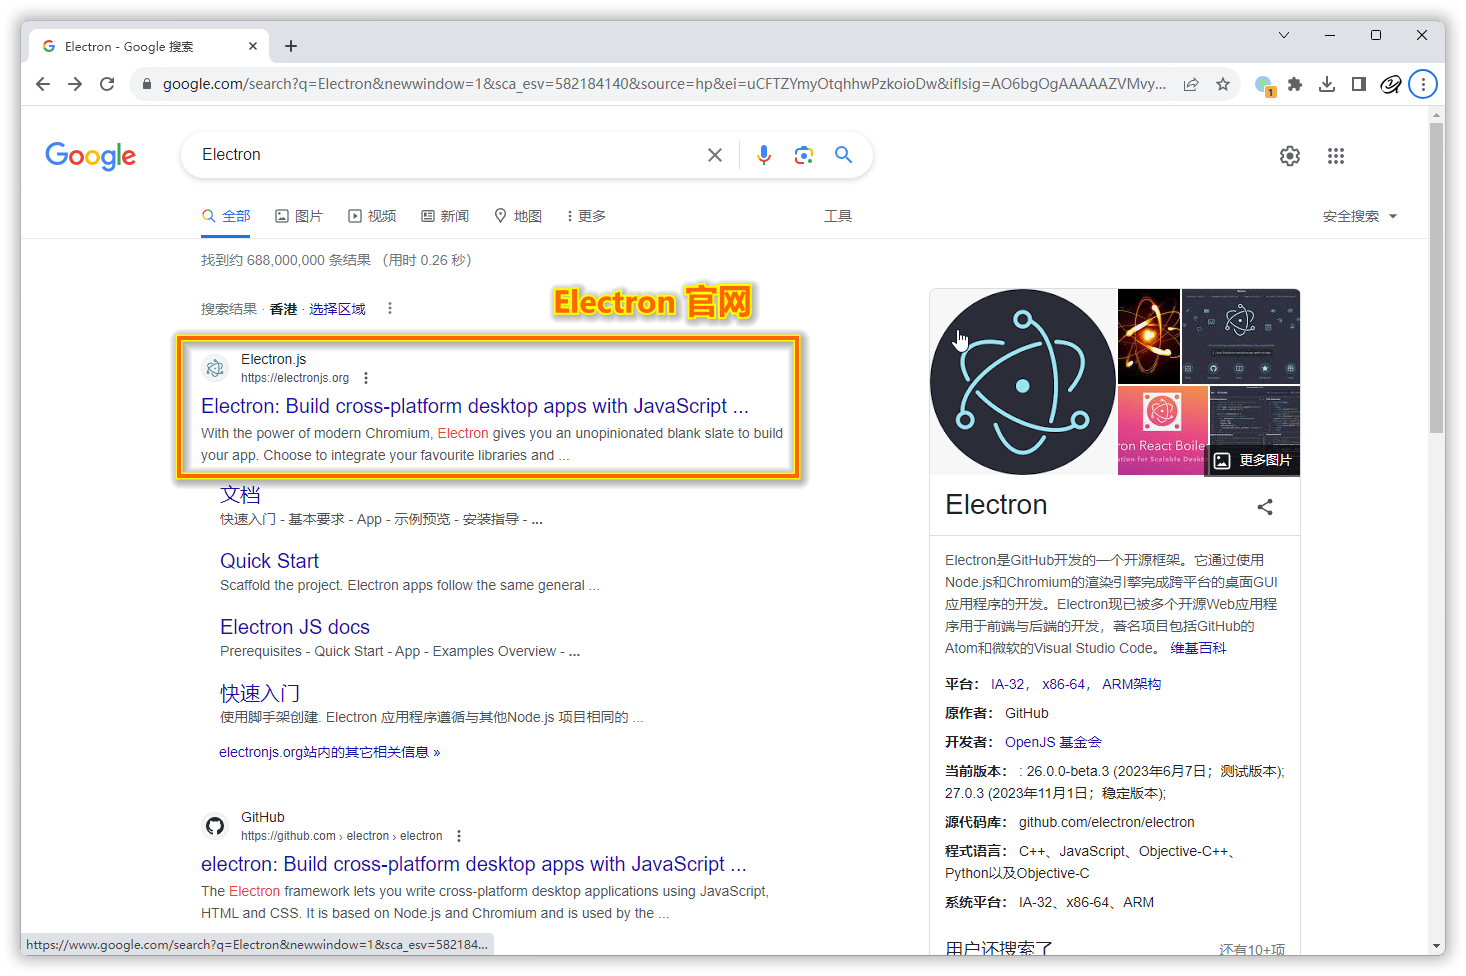 Electron - Google 搜索
google.com/search?q=Electron&newwindow=1&sca_esv=582184140&source=hp&ei=uCFTZYmyOtqhhwPzkoioDw&iflsig=AO6bgOgAAAAAZVMvy...
1
Google
Electron
全部 图片 视频 新闻 地图 更多 工具 安全搜索
找到约 688,000,000 条结果 （用时 0.26 秒）
搜索结果 · 香港 · 选择区域
Electron 官网
Electron.js
https://electronjs.org
Electron: Build cross-platform desktop apps with JavaScript ...
With the power of modern Chromium, Electron gives you an unopinionated blank slate to build
your app. Choose to integrate your favourite libraries and ...
文档
快速入门 - 基本要求 - App - 示例预览 - 安装指导 - ...
Quick Start
Scaffold the project. Electron apps follow the same general ...
Electron JS docs
Prerequisites - Quick Start - App - Examples Overview - ...
快速入门
使用脚手架创建. Electron 应用程序遵循与其他Node.js 项目相同的 ...
electronjs.org站内的其它相关信息 »
GitHub
https://github.com › electron › electron
electron: Build cross-platform desktop apps with JavaScript ...
The Electron framework lets you write cross-platform desktop applications using JavaScript,
HTML and CSS. It is based on Node.js and Chromium and is used by the ...
https://www.google.com/search?q=Electron&newwindow=1&sca_esv=582184...
ron React Boile
ation for Scalable Deskt
更多图片
Electron
Electron是GitHub开发的一个开源框架。它通过使用
Node.js和Chromium的渲染引擎完成跨平台的桌面GUI
应用程序的开发。Electron现已被多个开源Web应用程
序用于前端与后端的开发，著名项目包括GitHub的
Atom和微软的Visual Studio Code。 维基百科
平台： IA-32， x86-64， ARM架构
原作者： GitHub
开发者： OpenJS 基金会
当前版本： : 26.0.0-beta.3 (2023年6月7日；测试版本);
27.0.3 (2023年11月1日；稳定版本);
源代码库： github.com/electron/electron
程式语言： C++、JavaScript、Objective-C++、
Python以及Objective-C
系统平台： IA-32、x86-64、ARM
用户还搜索了 还有10+项